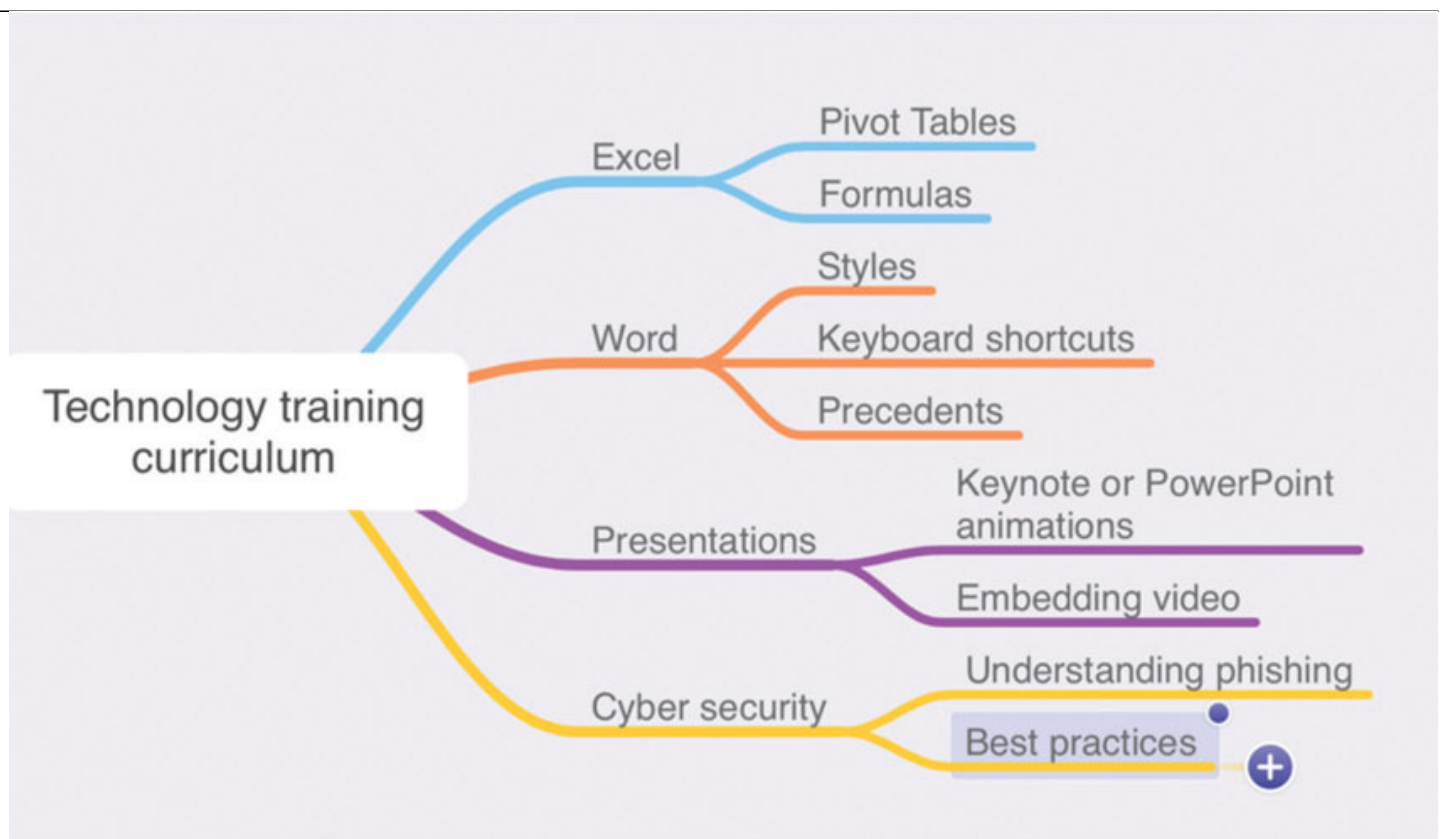 Technology training
curriculum
Excel
Pivot Tables
Formulas
Word
Styles
Keyboard shortcuts
Precedents
Presentations
Keynote or PowerPoint
animations
Embedding video
Cyber security
Understanding phishing
Best practices